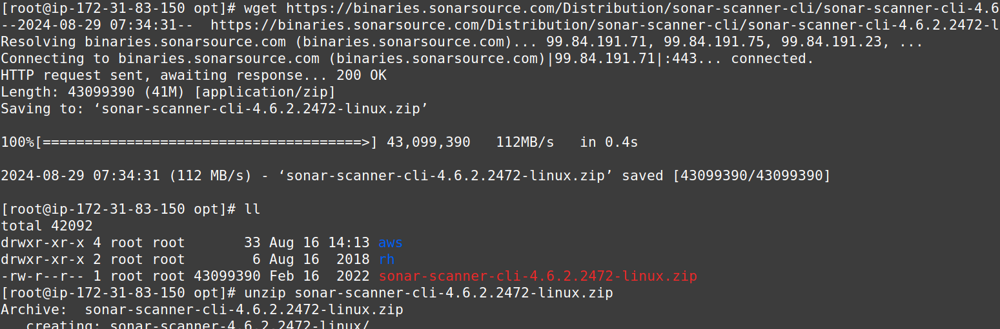 [root@ip-172-31-83-150 opt]# wget https://binaries.sonarsource.com/Distribution/sonar-scanner-cli/sonar-scanner-cli-4.6
--2024-08-29 07:34:31--  https://binaries.sonarsource.com/Distribution/sonar-scanner-cli/sonar-scanner-cli-4.6.2.2472-l
Resolving binaries.sonarsource.com (binaries.sonarsource.com)... 99.84.191.71, 99.84.191.75, 99.84.191.23, ...
Connecting to binaries.sonarsource.com (binaries.sonarsource.com)|99.84.191.71|:443... connected.
HTTP request sent, awaiting response... 200 OK
Length: 43099390 (41M) [application/zip]
Saving to: ‘sonar-scanner-cli-4.6.2.2472-linux.zip’
100%[======================================>] 43,099,390   112MB/s   in 0.4s
2024-08-29 07:34:31 (112 MB/s) - ‘sonar-scanner-cli-4.6.2.2472-linux.zip’ saved [43099390/43099390]
[root@ip-172-31-83-150 opt]# ll
total 42092
drwxr-xr-x 4 root root       33 Aug 16 14:13 aws
drwxr-xr-x 2 root root        6 Aug 16  2018 rh
-rw-r--r-- 1 root root 43099390 Feb 16  2022 sonar-scanner-cli-4.6.2.2472-linux.zip
[root@ip-172-31-83-150 opt]# unzip sonar-scanner-cli-4.6.2.2472-linux.zip
Archive:  sonar-scanner-cli-4.6.2.2472-linux.zip
   creating: sonar-scanner-4.6.2.2472-linux/